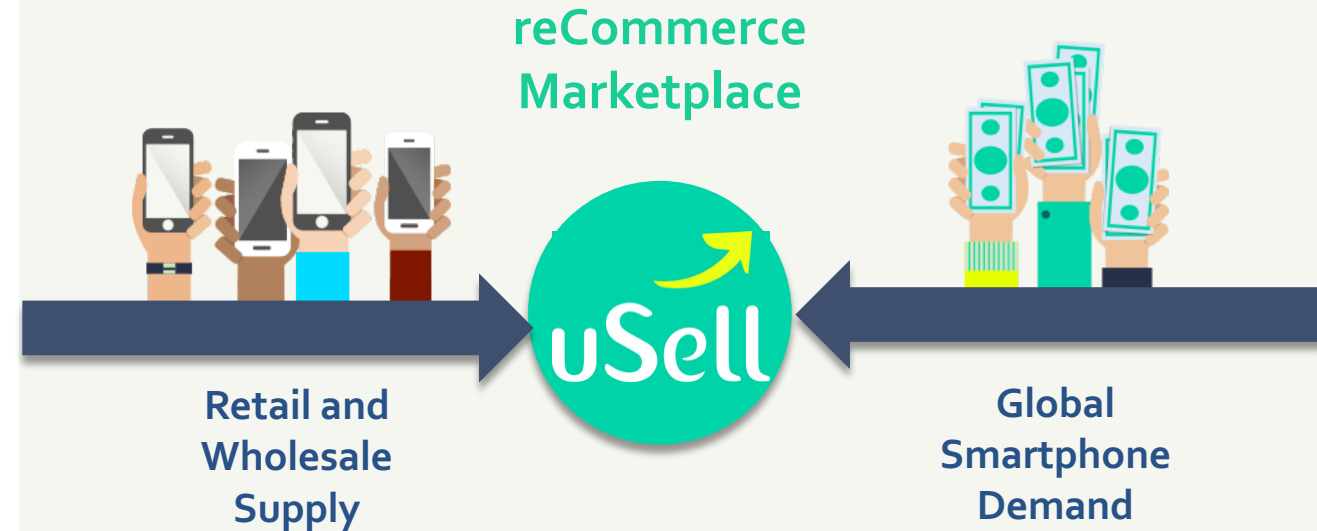 reCommerce
Marketplace
uSell
Retail and
Wholesale
Supply
Global
Smartphone
Demand